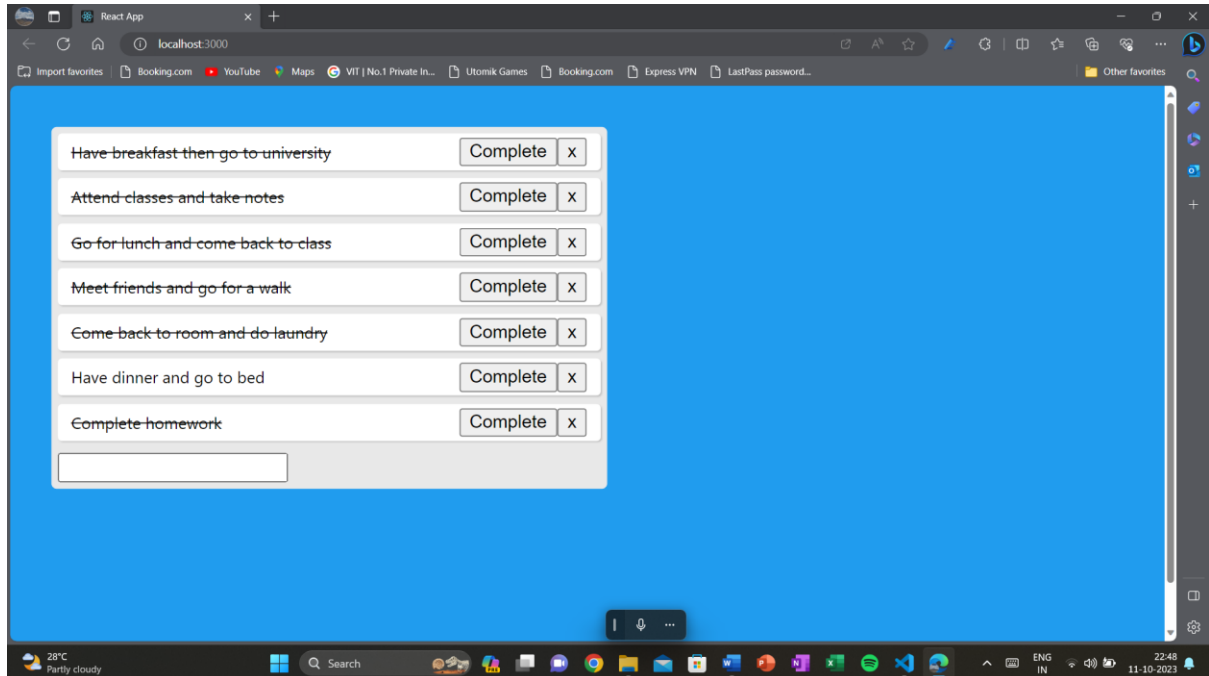 React App
localhost:3000
Import favorites Booking.com YouTube Maps VIT | No.1 Private In... Utomik Games Booking.com Express VPN LastPass password... Other favorites
Have breakfast then go to university Complete x
Attend classes and take notes Complete x
Go for lunch and come back to class Complete x
Meet friends and go for a walk Complete x
Come back to room and do laundry Complete x
Have dinner and go to bed Complete x
Complete homework Complete x
28°C
Partly cloudy
Search
ENG
IN
22:48
11-10-2023